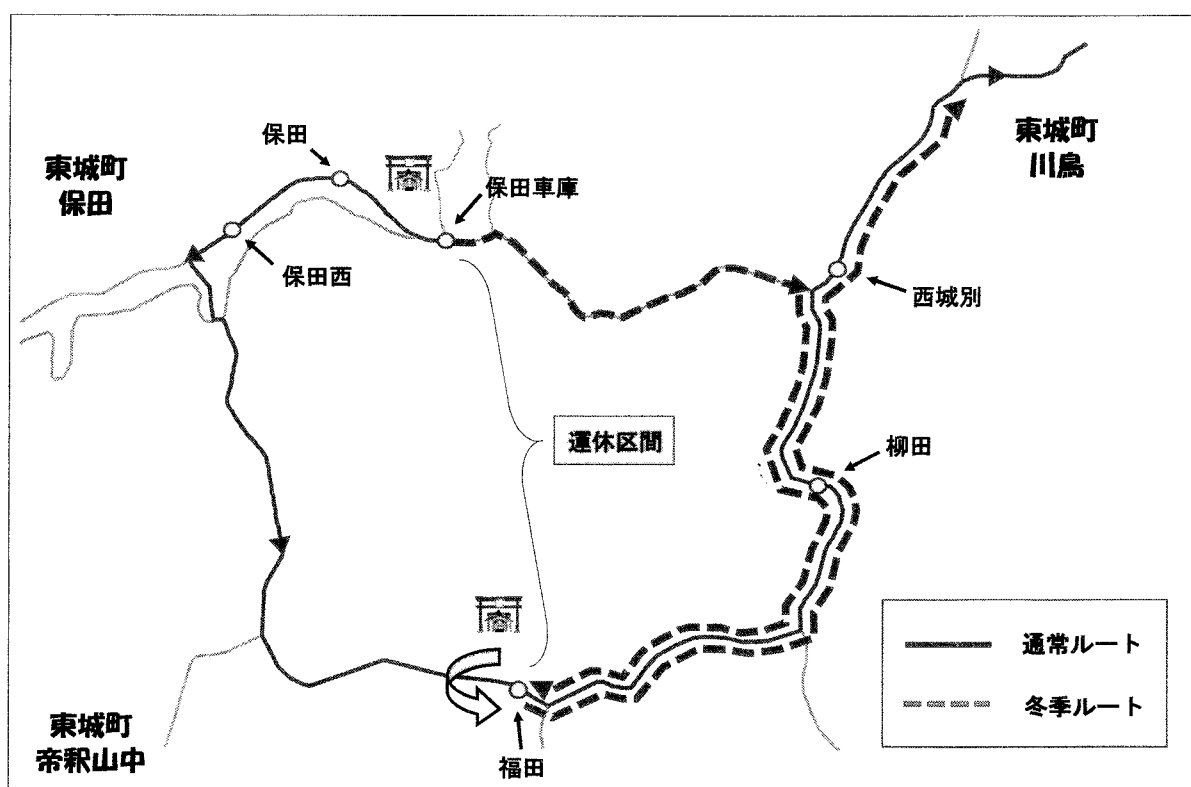 東城町
保田
保田
保田車庫
東城町
川鳥
保田西
西城別
運休区間
柳田
通常ルート
冬季ルート
東城町
帝釈山中
福田